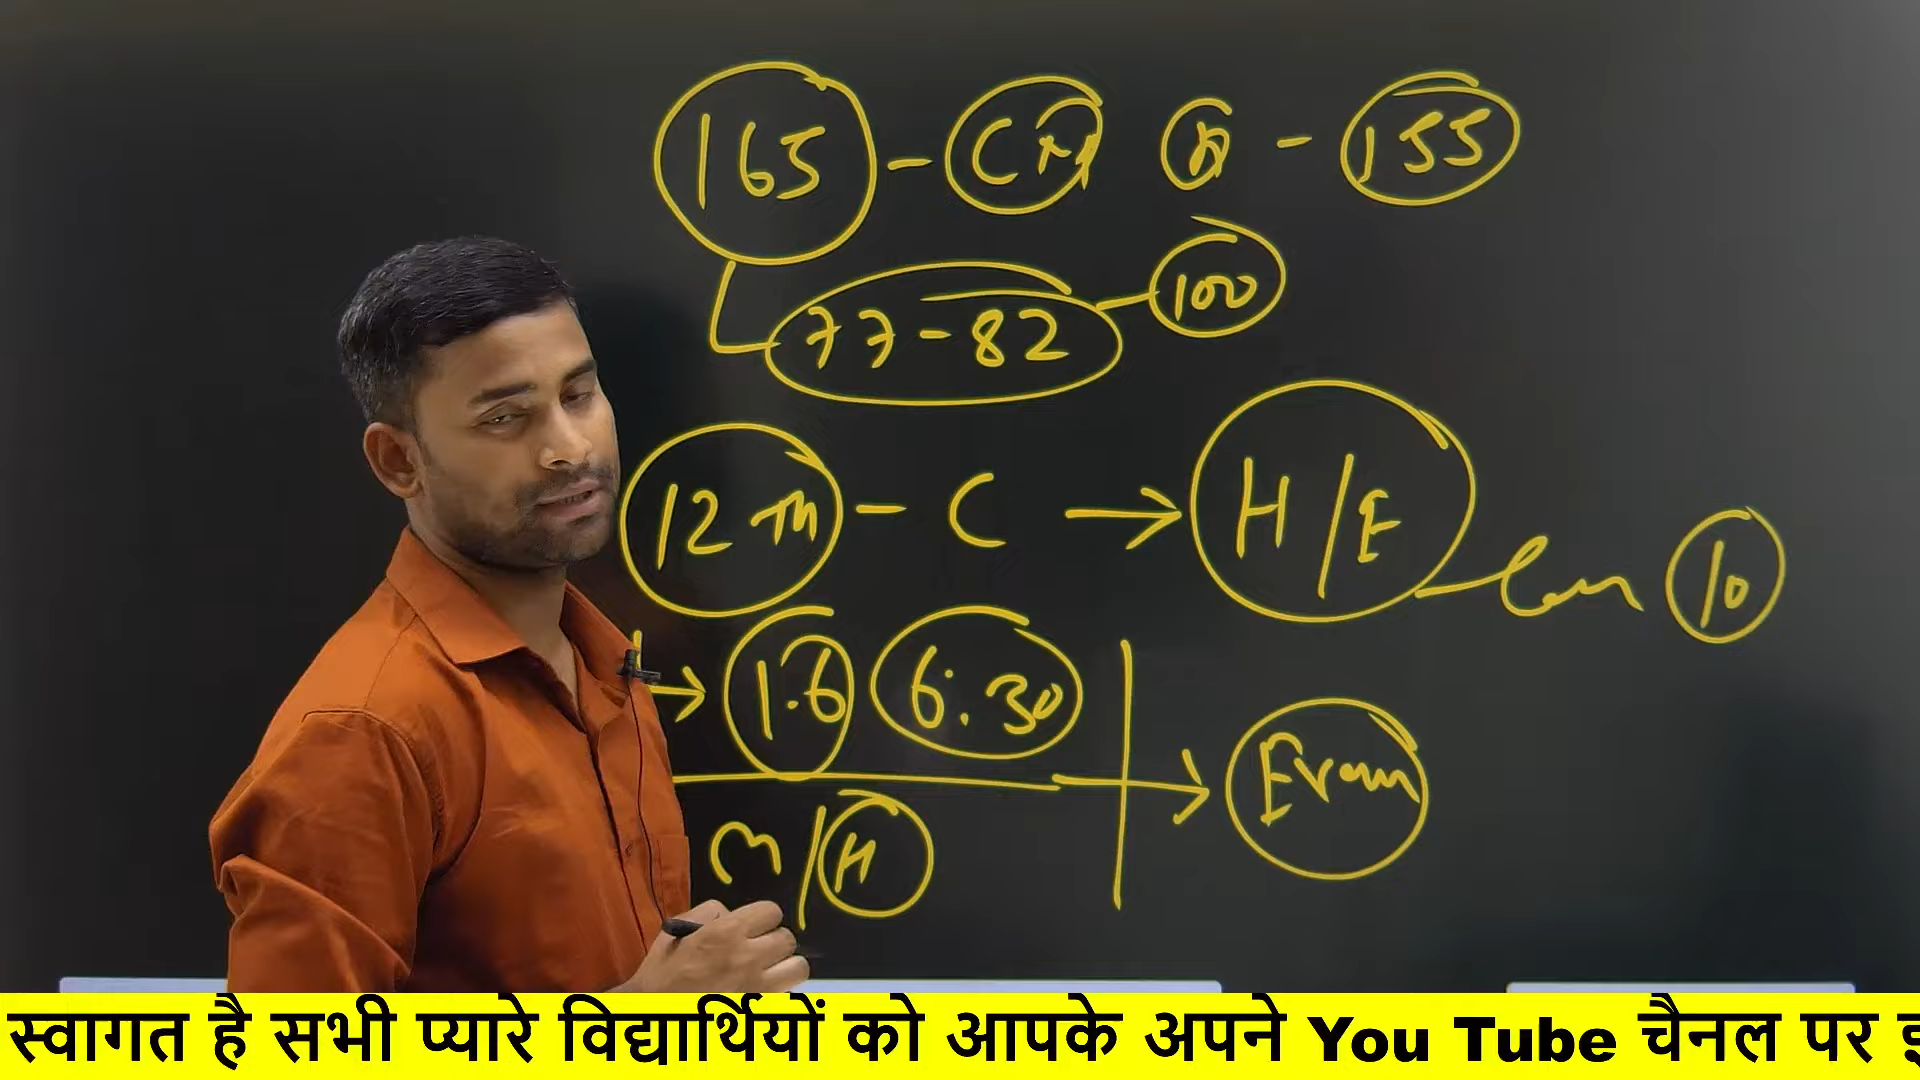 165 - CM
- 155
77-82 - 100
12th - C → H/E 10
→ 1.6 6:30
→ Exam
M/H
स्वागत है सभी प्यारे विद्यार्थियों को आपके अपने You Tube चैनल पर